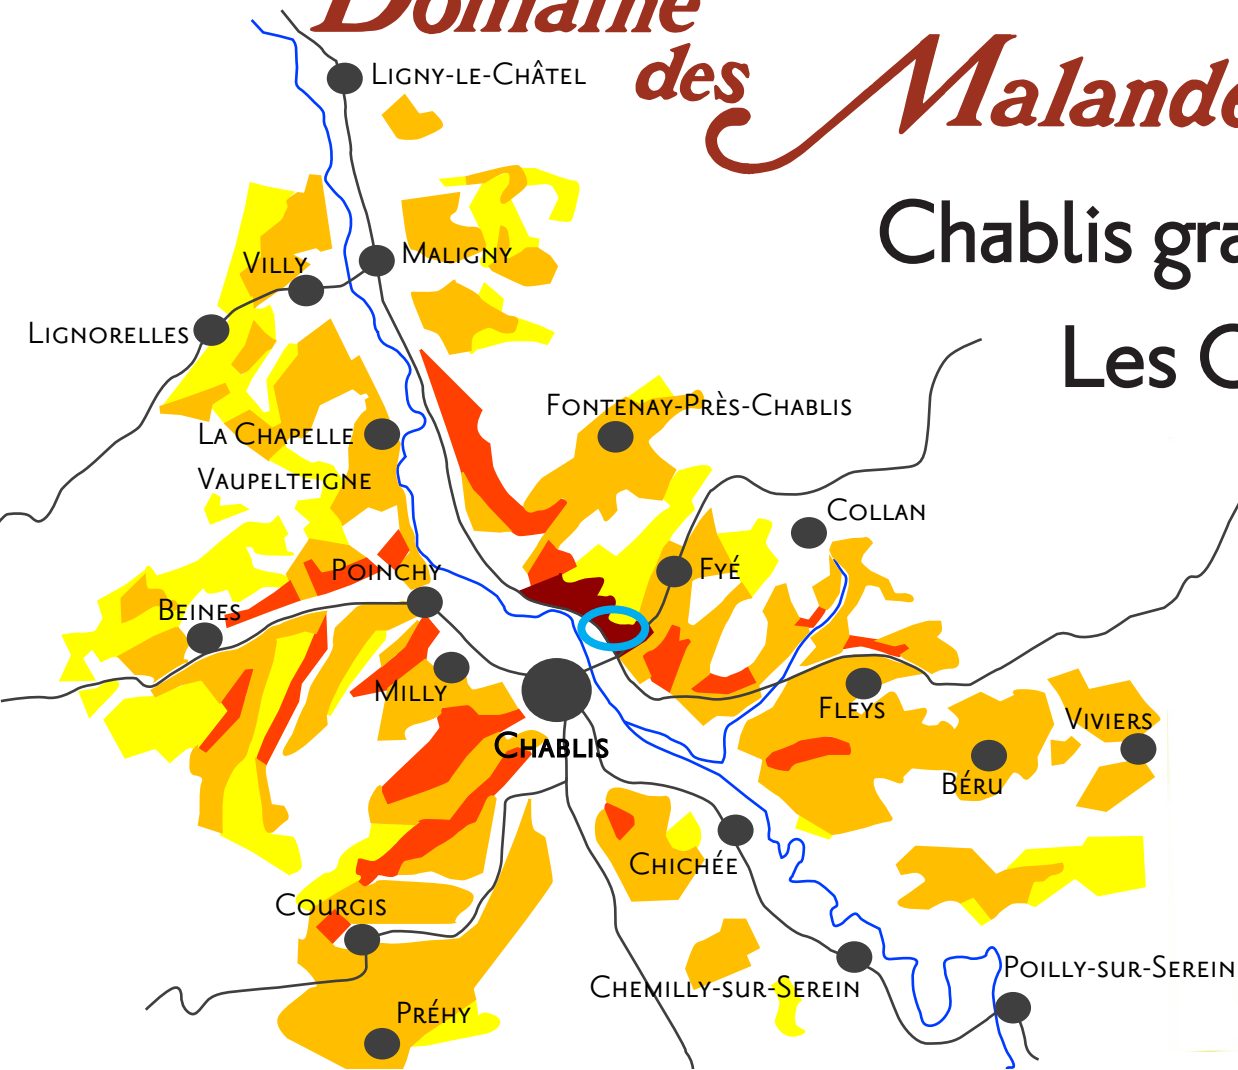 Domaine
des Malande
Chablis gra
Les C
LIGNY-LE-CHÂTEL
MALIGNY
VILLY
LIGNORELLES
FONTENAY-PRÈS-CHABLIS
LA CHAPELLE
VAUPELTEIGNE
COLLAN
POINCHY
FYÉ
BEINES
MILLY
FLEYS
VIVIERS
CHABLIS
BÉRU
CHICHÉE
COURGIS
POILLY-SUR-SEREIN
CHEMILLY-SUR-SEREIN
PRÉHY